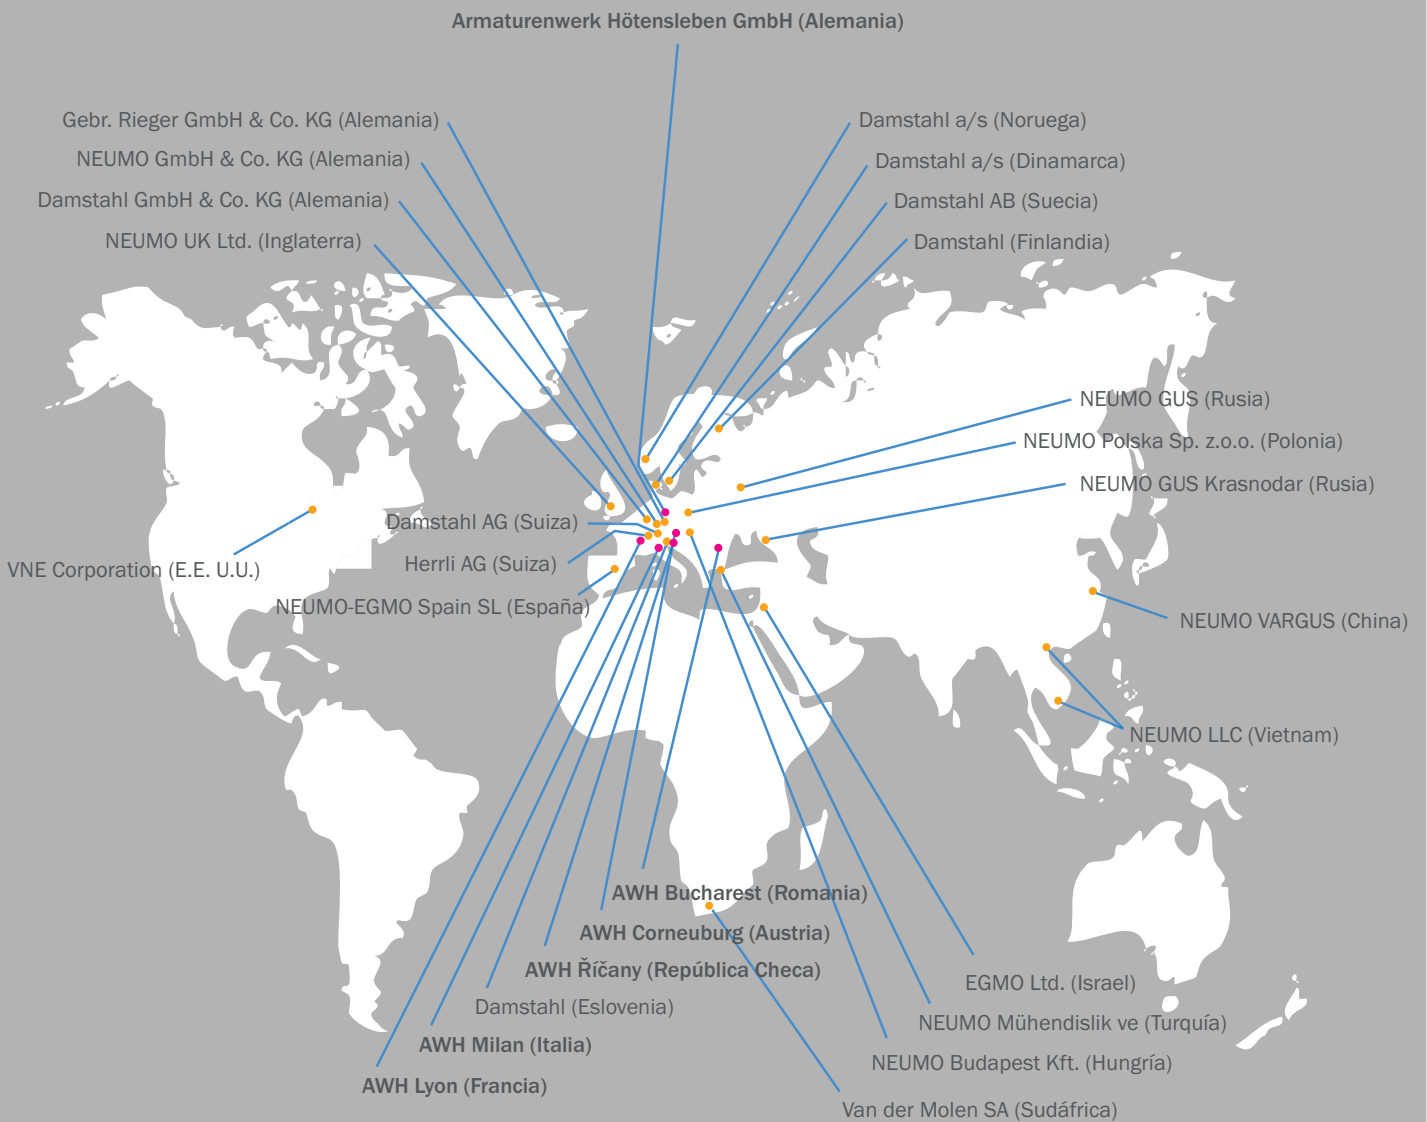 Armaturenwerk Hötensleben GmbH (Alemania)
Gebr. Rieger GmbH & Co. KG (Alemania)
NEUMO GmbH & Co. KG (Alemania)
Damstahl GmbH & Co. KG (Alemania)
NEUMO UK Ltd. (Inglaterra)
Damstahl a/s (Noruega)
Damstahl a/s (Dinamarca)
Damstahl AB (Suecia)
Damstahl (Finlandia)
NEUMO GUS (Rusia)
NEUMO Polska Sp. z.o.o. (Polonia)
NEUMO GUS Krasnodar (Rusia)
Damstahl AG (Suiza)
Herrli AG (Suiza)
VNE Corporation (E.E. U.U.)
NEUMO-EGMO Spain SL (España)
NEUMO VARGUS (China)
NEUMO LLC (Vietnam)
AWH Bucharest (Romania)
AWH Corneuburg (Austria)
AWH Říčany (República Checa)
Damstahl (Eslovenia)
AWH Milan (Italia)
AWH Lyon (Francia)
EGMO Ltd. (Israel)
NEUMO Mühendislik ve (Turquía)
NEUMO Budapest Kft. (Hungría)
Van der Molen SA (Sudáfrica)